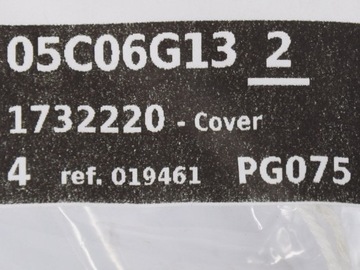 05C06G13 2
1732220 - Cover
4 ref. 019461 PG075